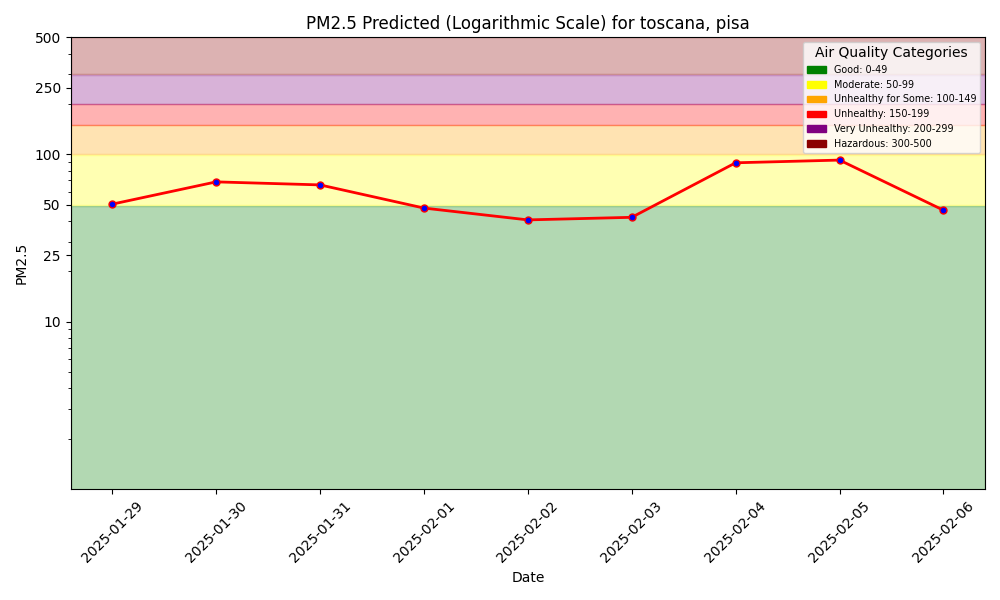 PM2.5 Predicted (Logarithmic Scale) for toscana, pisa
500
250
100
50
25
10
PM2.5
Air Quality Categories
Good: 0-49
Moderate: 50-99
Unhealthy for Some: 100-149
Unhealthy: 150-199
Very Unhealthy: 200-299
Hazardous: 300-500
2025-01-29
2025-01-30
2025-01-31
2025-02-01
2025-02-02
2025-02-03
2025-02-04
2025-02-05
2025-02-06
Date